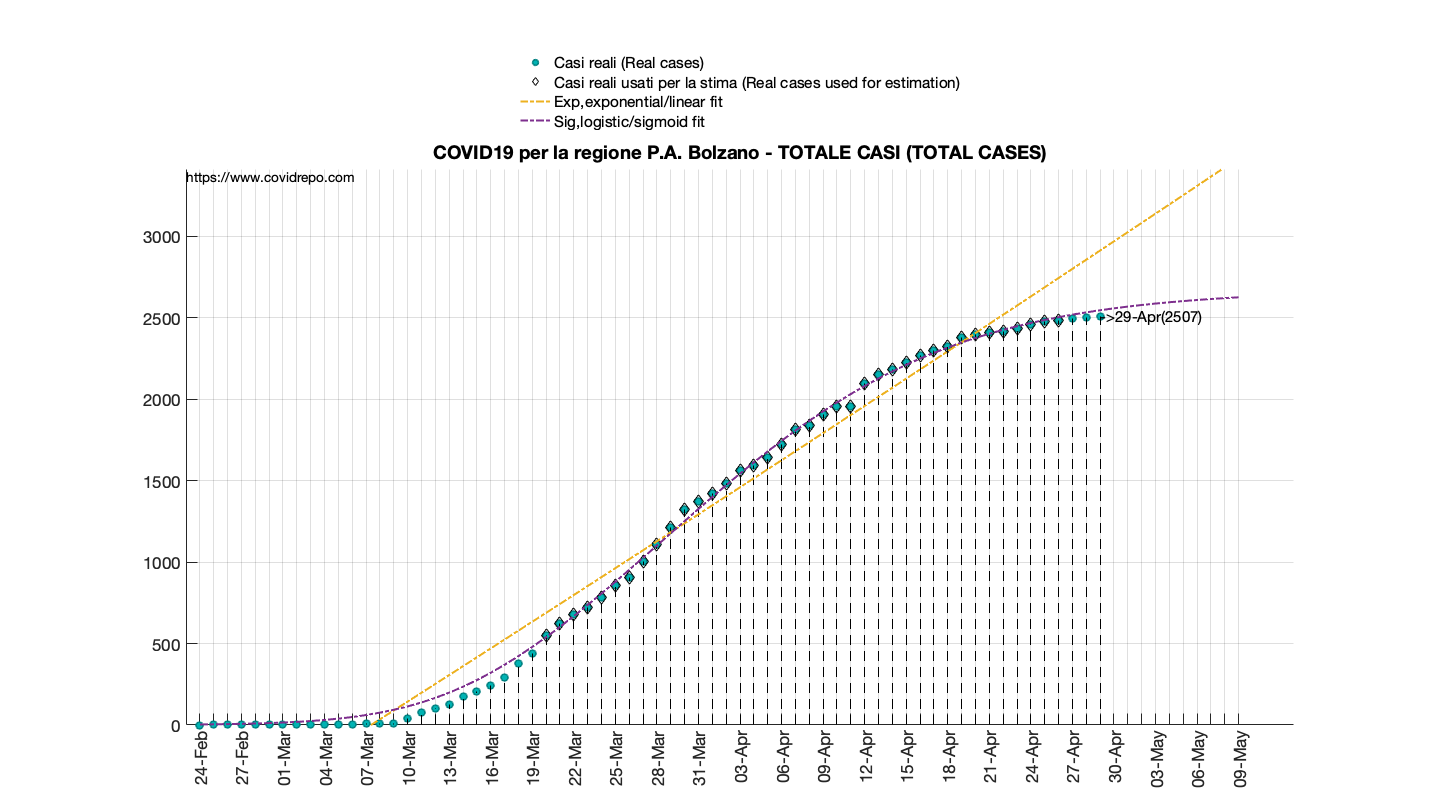 Casi reali (Real cases)
Casi reali usati per la stima (Real cases used for estimation)
Exp,exponential/linear fit
Sig,logistic/sigmoid fit
COVID19 per la regione P.A. Bolzano - TOTALE CASI (TOTAL CASES)
https://www.covidrepo.com
3000
2500
>29-Apr(2507)
2000
1500
1000
500
0
24-Feb
27-Feb
01-Mar
04-Mar
07-Mar
10-Mar
13-Mar
16-Mar
19-Mar
22-Mar
25-Mar
28-Mar
31-Mar
03-Apr
06-Apr
09-Apr
12-Apr
15-Apr
18-Apr
21-Apr
24-Apr
27-Apr
30-Apr
03-May
06-May
09-May